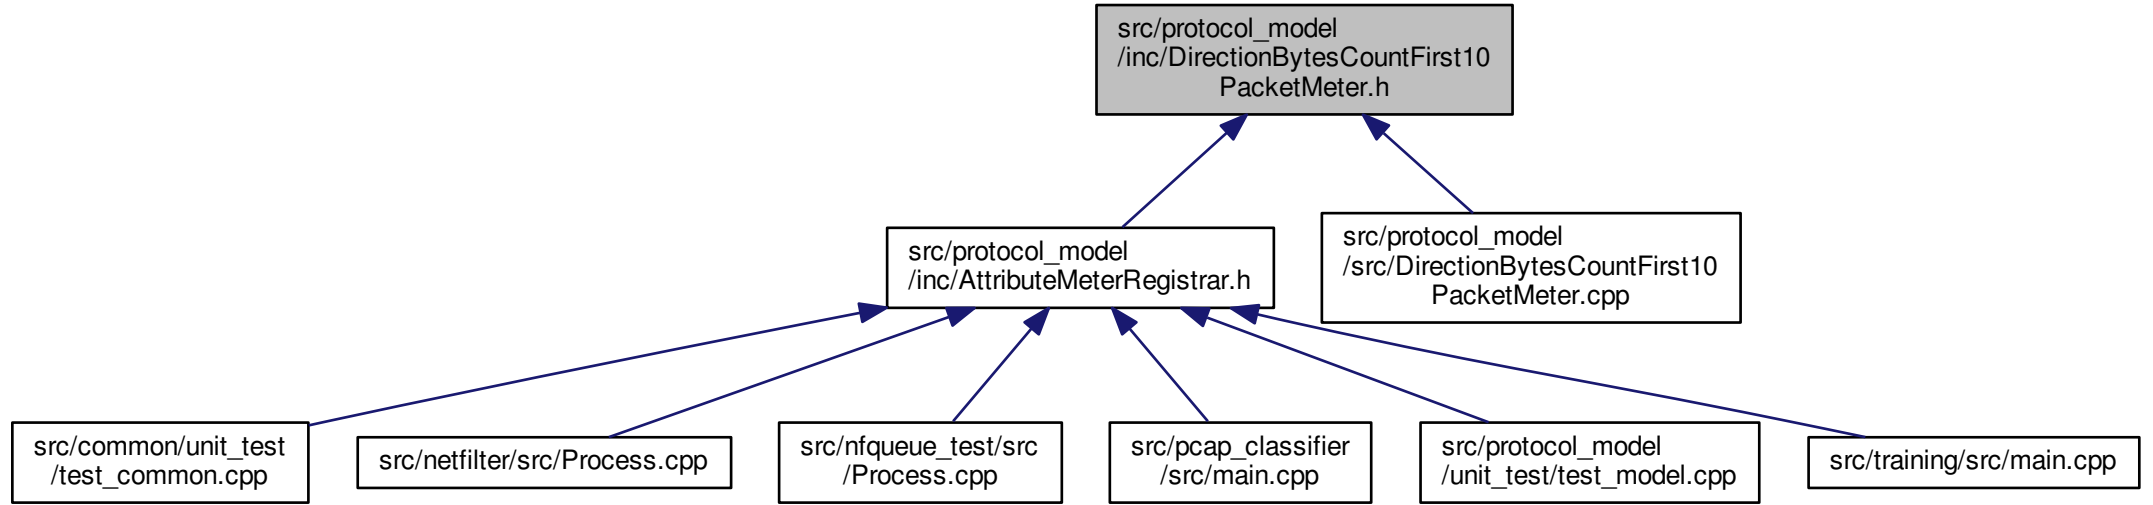 src/protocol_model
/inc/DirectionBytesCountFirst10
PacketMeter.h
src/protocol_model
/inc/AttributeMeterRegistrar.h
src/protocol_model
/src/DirectionBytesCountFirst10
PacketMeter.cpp
src/common/unit_test
/test_common.cpp
src/netfilter/src/Process.cpp
src/nfqueue_test/src
/Process.cpp
src/pcap_classifier
/src/main.cpp
src/protocol_model
/unit_test/test_model.cpp
src/training/src/main.cpp